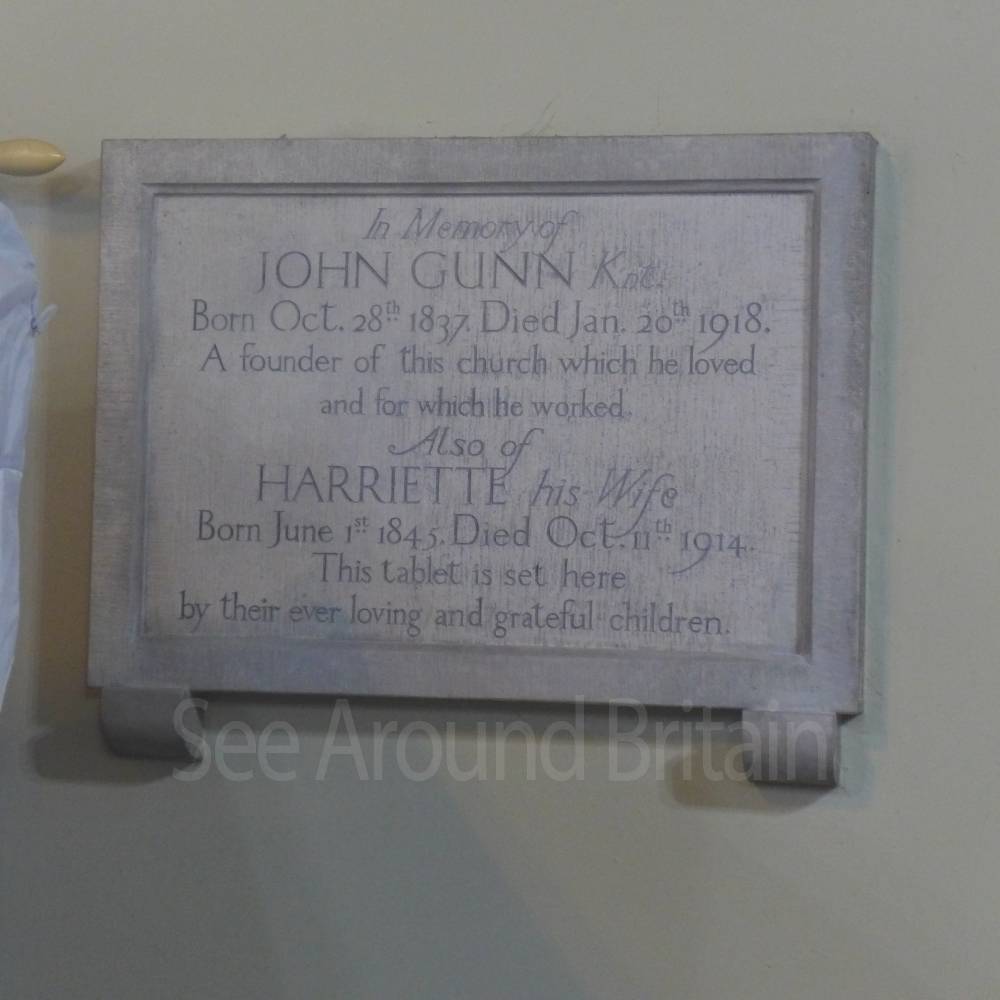 In Memory of
JOHN GUNN Knt.
Born Oct. 28th 1837. Died Jan. 20th 1918.
A founder of this church which he loved
and for which he worked.
Also of
HARRIETTE his Wife
Born June 1st 1845. Died Oct. 11th 1914.
This tablet is set here
by their ever loving and grateful children.
See Around Britain